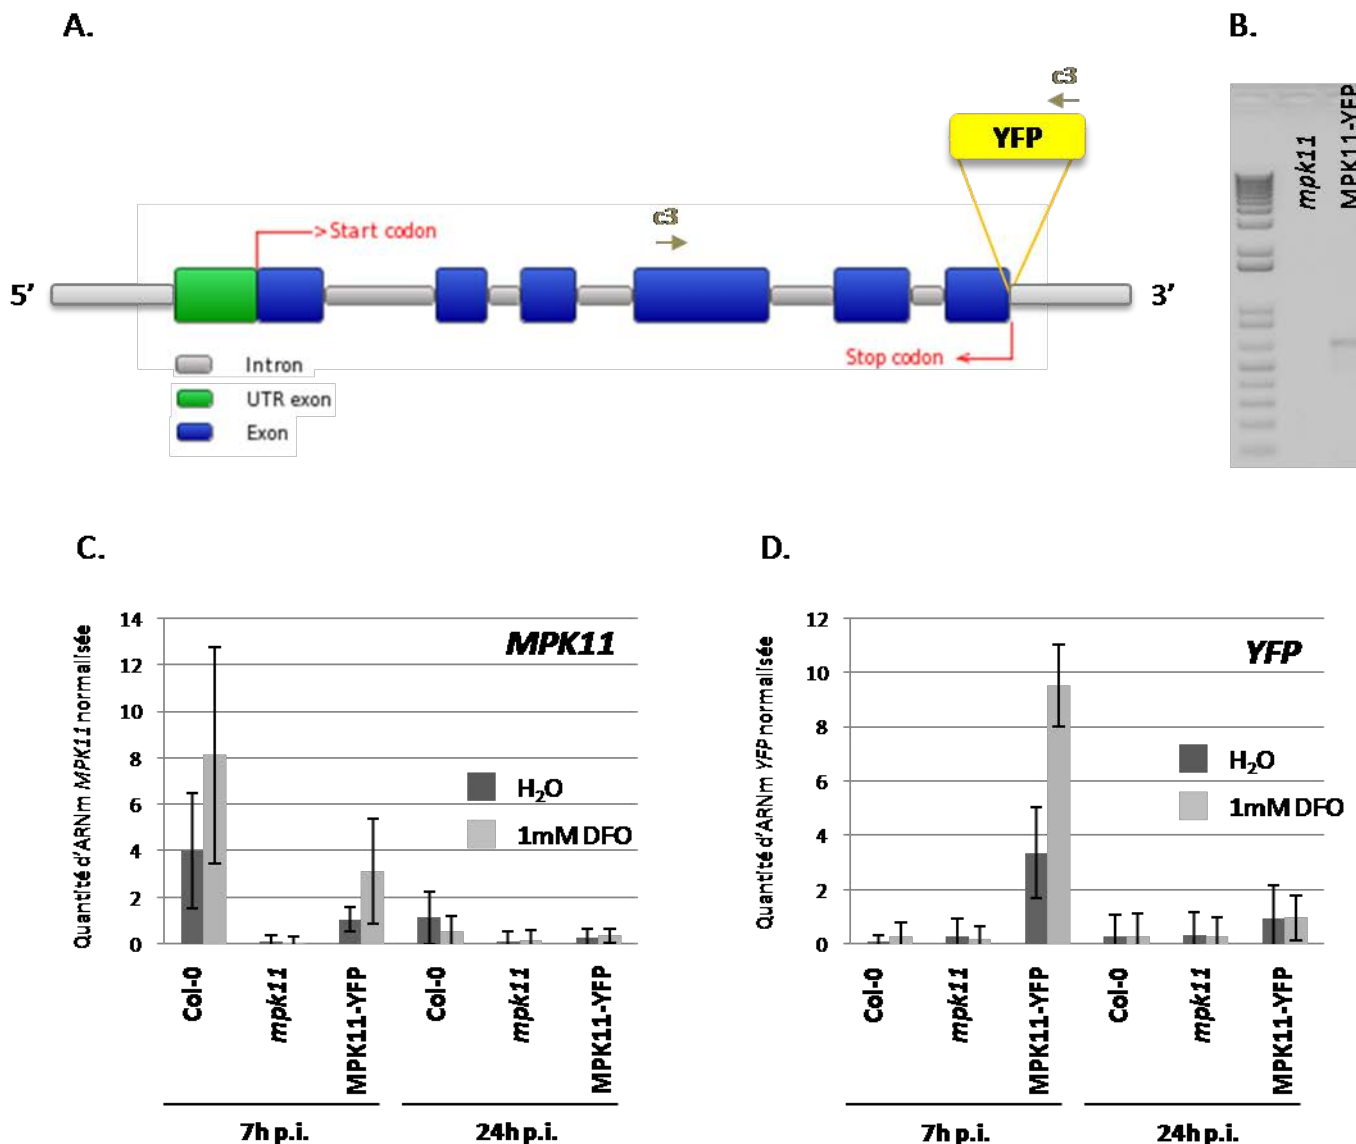 A.
B.
c3
YFP
c3
Start codon
5’
3’
Stop codon
Intron
UTR exon
Exon
mpk11
MPK11-YFP
C.
D.
Quantité d’ARNm MPK11 normalisée
14
12
10
8
6
4
2
0
MPK11
H₂O
1mM DFO
Col-0
mpk11
MPK11-YFP
Col-0
mpk11
MPK11-YFP
7h p.i.
24h p.i.
Quantité d’ARNm YFP normalisée
12
10
8
6
4
2
0
YFP
H₂O
1mM DFO
Col-0
mpk11
MPK11-YFP
Col-0
mpk11
MPK11-YFP
7h p.i.
24h p.i.